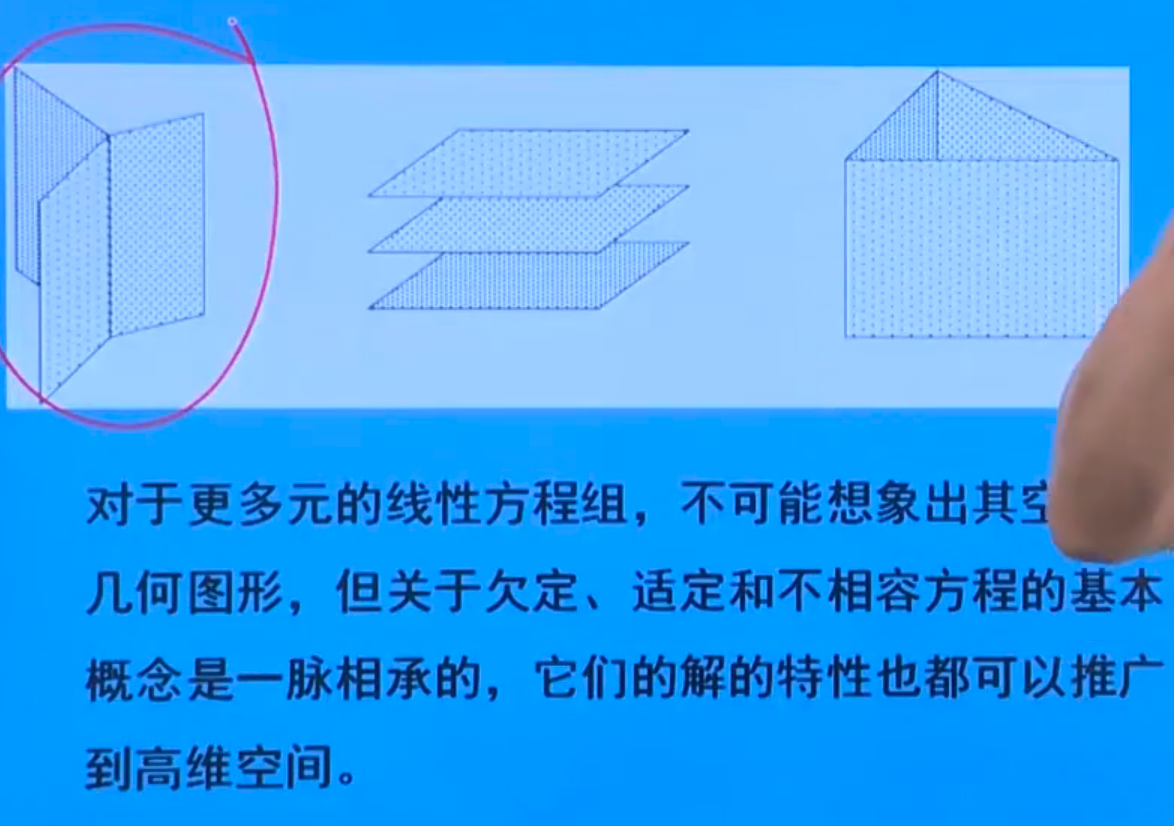 对于更多元的线性方程组，不可能想象出其空
几何图形，但关于欠定、适定和不相容方程的基本
概念是一脉相承的，它们的解的特性也都可以推广
到高维空间。